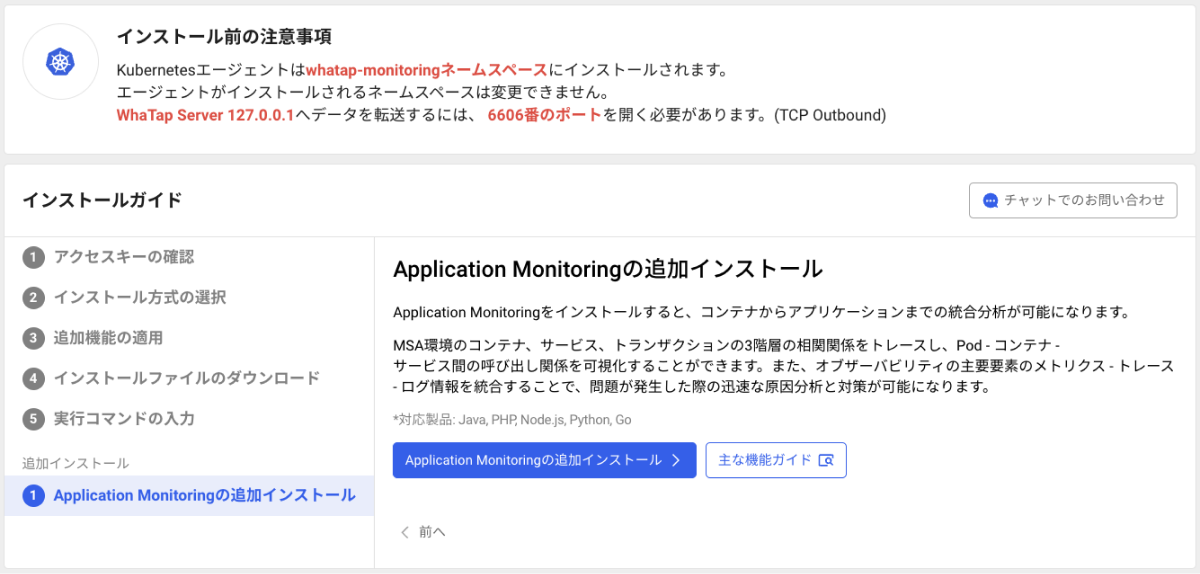 インストール前の注意事項
Kubernetesエージェントはwhatap-monitoringネームスペースにインストールされます。
エージェントがインストールされるネームスペースは変更できません。
WhaTap Server 127.0.0.1へデータを転送するには、 6606番のポートを開く必要があります。(TCP Outbound)
インストールガイド
チャットでのお問い合わせ
1 アクセスキーの確認
2 インストール方式の選択
3 追加機能の適用
4 インストールファイルのダウンロード
5 実行コマンドの入力
追加インストール
1 Application Monitoringの追加インストール
Application Monitoringの追加インストール
Application Monitoringをインストールすると、コンテナからアプリケーションまでの統合分析が可能になります。
MSA環境のコンテナ、サービス、トランザクションの3階層の相関関係をトレースし、Pod - コンテナ -
サービス間の呼び出し関係を可視化することができます。また、オブザーバビリティの主要要素のメトリクス - トレース
- ログ情報を統合することで、問題が発生した際の迅速な原因分析と対策が可能になります。
*対応製品: Java, PHP, Node.js, Python, Go
Application Monitoringの追加インストール
主な機能ガイド
前へ